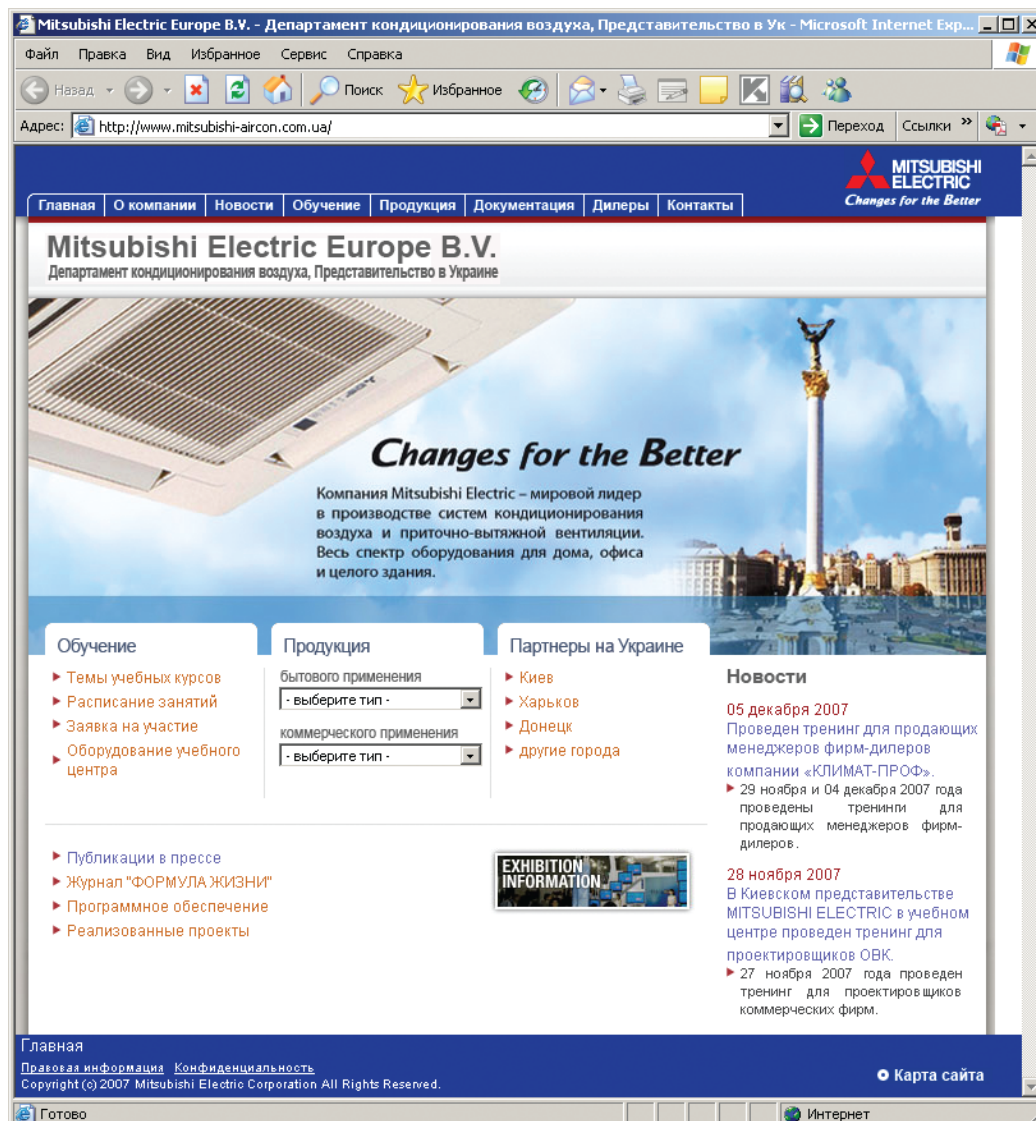 Mitsubishi Electric Europe B.V. - Департамент кондиционирования воздуха, Представительство в Ук - Microsoft Internet Exp...
Файл Правка Вид Избранное Сервис Справка
Назад Поиск Избранное
Адрес: http://www.mitsubishi-aircon.com.ua/ Переход Ссылки »
MITSUBISHI
ELECTRIC
Changes for the Better
Главная О компании Новости Обучение Продукция Документация Дилеры Контакты
Mitsubishi Electric Europe B.V.
Департамент кондиционирования воздуха, Представительство в Украине
Changes for the Better
Компания Mitsubishi Electric – мировой лидер
в производстве систем кондиционирования
воздуха и приточно-вытяжной вентиляции.
Весь спектр оборудования для дома, офиса
и целого здания.
Обучение
Темы учебных курсов
Расписание занятий
Заявка на участие
Оборудование учебного
центра
Продукция
бытового применения
- выберите тип -
коммерческого применения
- выберите тип -
Партнеры на Украине
Киев
Харьков
Донецк
другие города
Публикации в прессе
Журнал "ФОРМУЛА ЖИЗНИ"
Программное обеспечение
Реализованные проекты
EXHIBITION
INFORMATION
Новости
05 декабря 2007
Проведен тренинг для продающих
менеджеров фирм-дилеров
компании «КЛИМАТ-ПРОФ».
29 ноября и 04 декабря 2007 года
проведены тренинги для
продающих менеджеров фирм-
дилеров.
28 ноября 2007
В Киевском представительстве
MITSUBISHI ELECTRIC в учебном
центре проведен тренинг для
проектировщиков ОВК.
27 ноября 2007 года проведен
тренинг для проектировщиков
коммерческих фирм.
Главная
Правовая информация Конфиденциальность
Copyright (c) 2007 Mitsubishi Electric Corporation All Rights Reserved.
Карта сайта
Готово Интернет